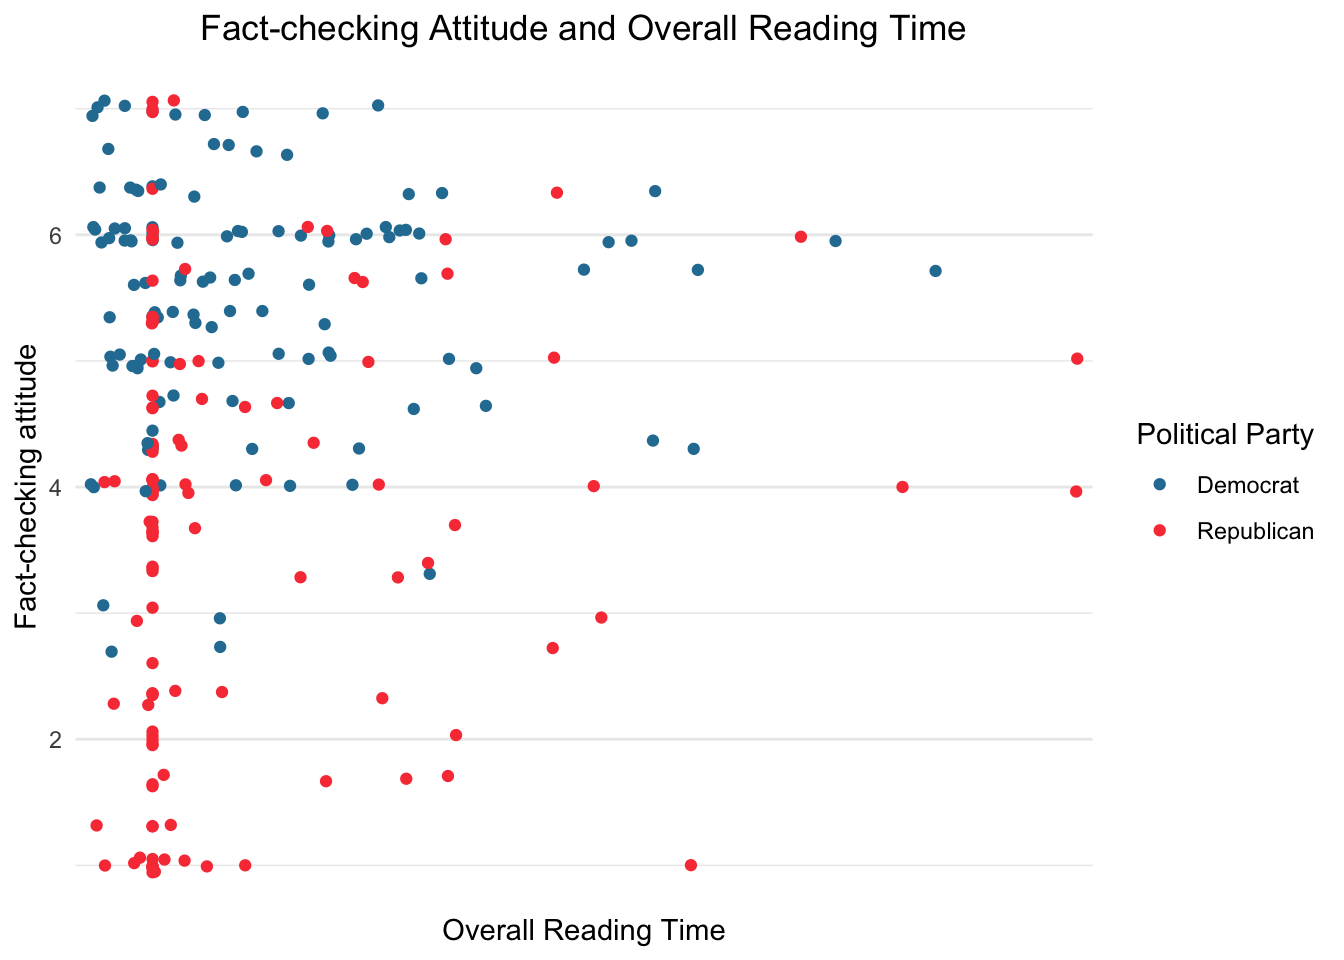 Fact-checking Attitude and Overall Reading Time
Fact-checking attitude
6
4
2
Overall Reading Time
Political Party
Democrat
Republican